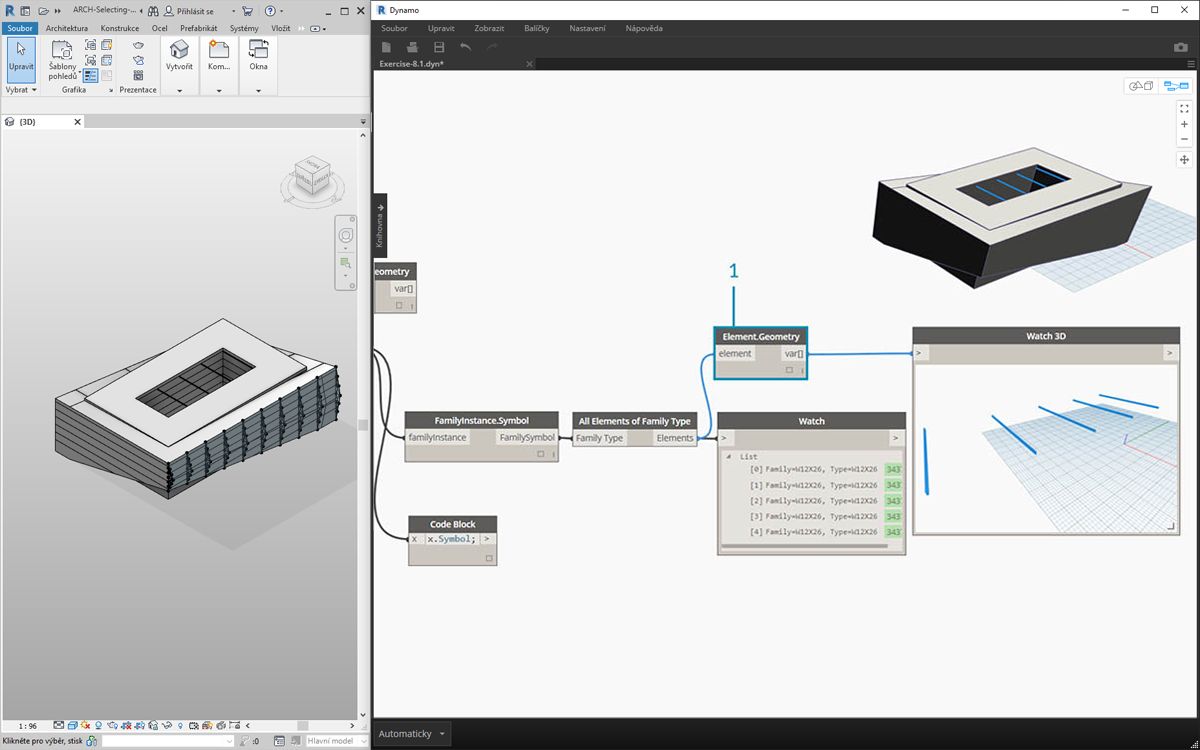 ARCH-Selecting-...
Přihlásit se
Soubor
Architektura
Konstrukce
Ocel
Prefabrikát
Systémy
Vložit
Upravit
Šablony
pohledů
Vytvořit
Kom...
Okna
Vybrat
Grafika
Prezentace
{3D}
1 : 96
Klikněte pro výběr, stisk
:0
Hlavní model
Dynamo
Soubor
Upravit
Zobrazit
Balíčky
Nastavení
Nápověda
Exercise-8.1.dyn*
Knihovna
eometry
var[]
1
Element.Geometry
element
var[]
Watch 3D
>
>
FamilyInstance.Symbol
familyInstance
FamilySymbol
All Elements of Family Type
Family Type
Elements
Watch
>
>
List
[0] Family=W12X26, Type=W12X26 343
[1] Family=W12X26, Type=W12X26 343
[2] Family=W12X26, Type=W12X26 343
[3] Family=W12X26, Type=W12X26 343
[4] Family=W12X26, Type=W12X26 343
Code Block
x
x.Symbol;
>
Automaticky